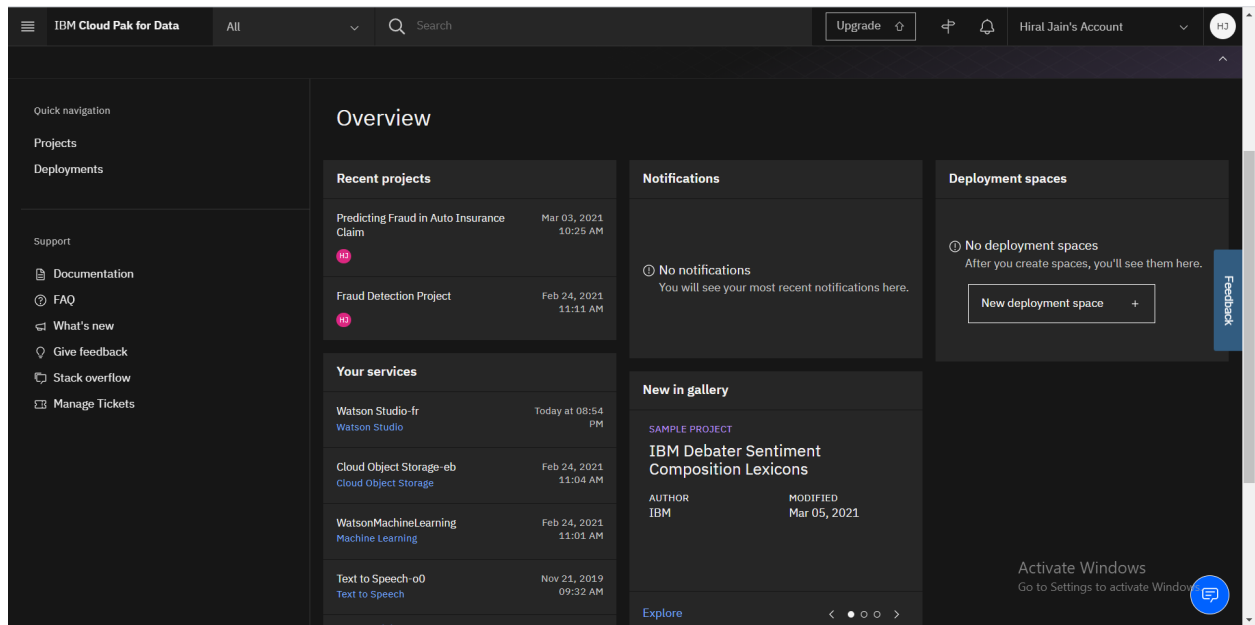 IBM Cloud Pak for Data
All
Search
Upgrade
Hiral Jain's Account
HJ
Quick navigation
Projects
Deployments
Support
Documentation
FAQ
What's new
Give feedback
Stack overflow
Manage Tickets
Overview
Recent projects
Predicting Fraud in Auto Insurance
Claim
Mar 03, 2021
10:25 AM
HJ
Fraud Detection Project
Feb 24, 2021
11:11 AM
HJ
Your services
Watson Studio-fr
Watson Studio
Today at 08:54
PM
Cloud Object Storage-eb
Cloud Object Storage
Feb 24, 2021
11:04 AM
WatsonMachineLearning
Machine Learning
Feb 24, 2021
11:01 AM
Text to Speech-o0
Text to Speech
Nov 21, 2019
09:32 AM
Notifications
No notifications
You will see your most recent notifications here.
New in gallery
SAMPLE PROJECT
IBM Debater Sentiment
Composition Lexicons
AUTHOR
IBM
MODIFIED
Mar 05, 2021
Explore
Deployment spaces
No deployment spaces
After you create spaces, you'll see them here.
New deployment space +
Feedback
Activate Windows
Go to Settings to activate Windows.